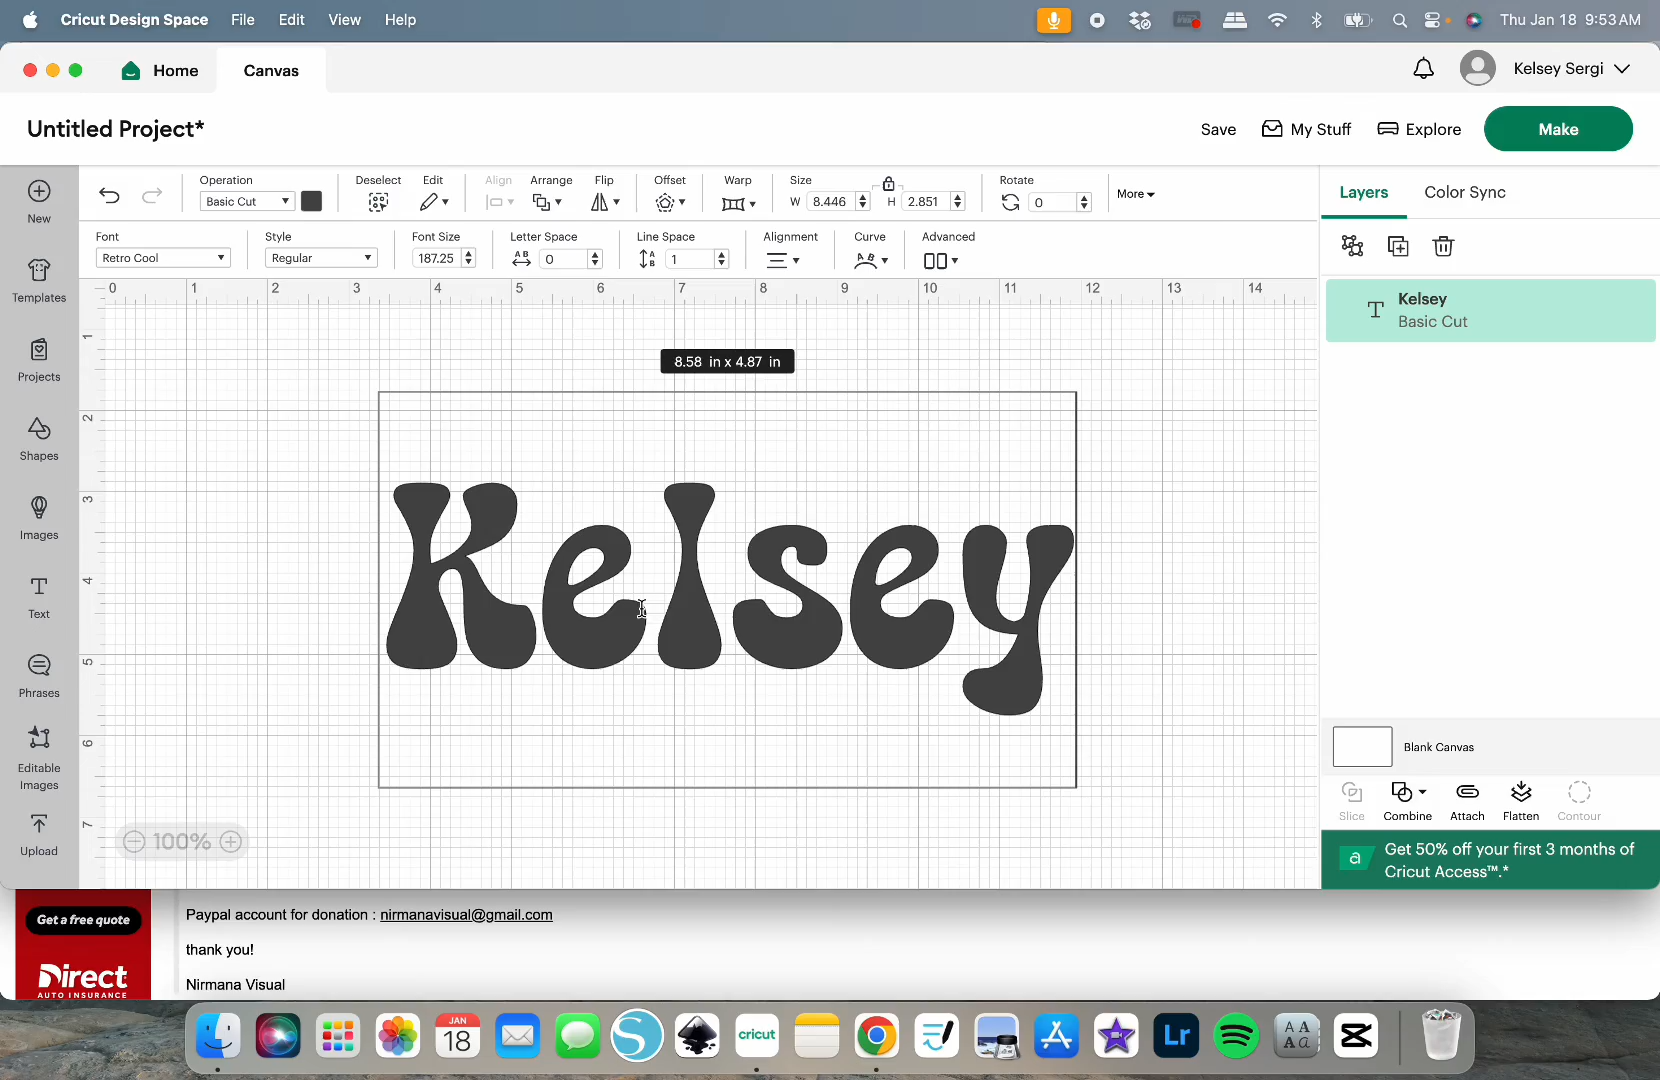 Cricut Design Space File Edit View Help Thu Jan 18 9:53 AM
Home Canvas Kelsey Sergi
Untitled Project* Save My Stuff Explore Make
Operation Deselect Edit Align Arrange Flip Offset Warp Size Rotate
Basic Cut W 8.446 H 2.851 0 More
Font Style Font Size Letter Space Line Space Alignment Curve Advanced
Retro Cool Regular 187.25 0 1
Layers Color Sync
Kelsey
Basic Cut
New
Templates
Projects
Shapes
Images
Text
Phrases
Editable
Images
Upload
0 1 2 3 4 5 6 7 8 9 10 11 12 13 14
1
2
3
4
5
6
7
8.58 in x 4.87 in
Kelsey
100%
Blank Canvas
Slice Combine Attach Flatten Contour
a Get 50% off your first 3 months of
Cricut Access™.*
Get a free quote
Direct
AUTO INSURANCE
Paypal account for donation : nirmanavisual@gmail.com
thank you!
Nirmana Visual
JAN
18
S
cricut
Lr
A A
A a